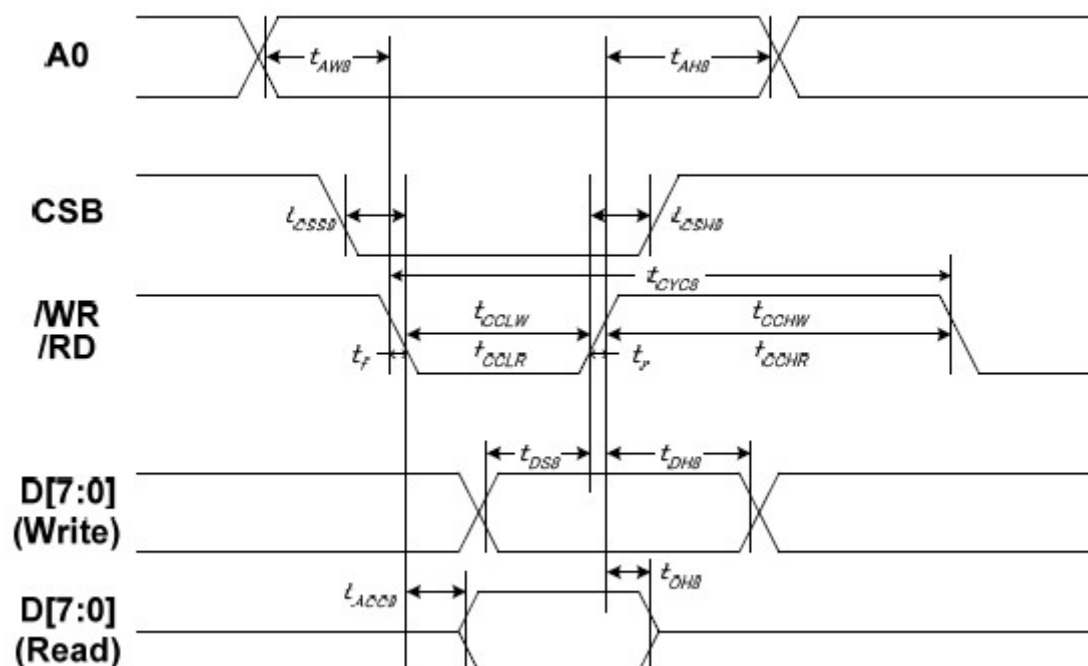 A0
tAW8
tAH8
CSB
tCSS8
tCSH8
tCYC8
/WR
/RD
tCCLW
tCCHW
tf
tCCLR
tr
tCCHR
tDS8
tDH8
D[7:0]
(Write)
tOH8
tACC8
D[7:0]
(Read)